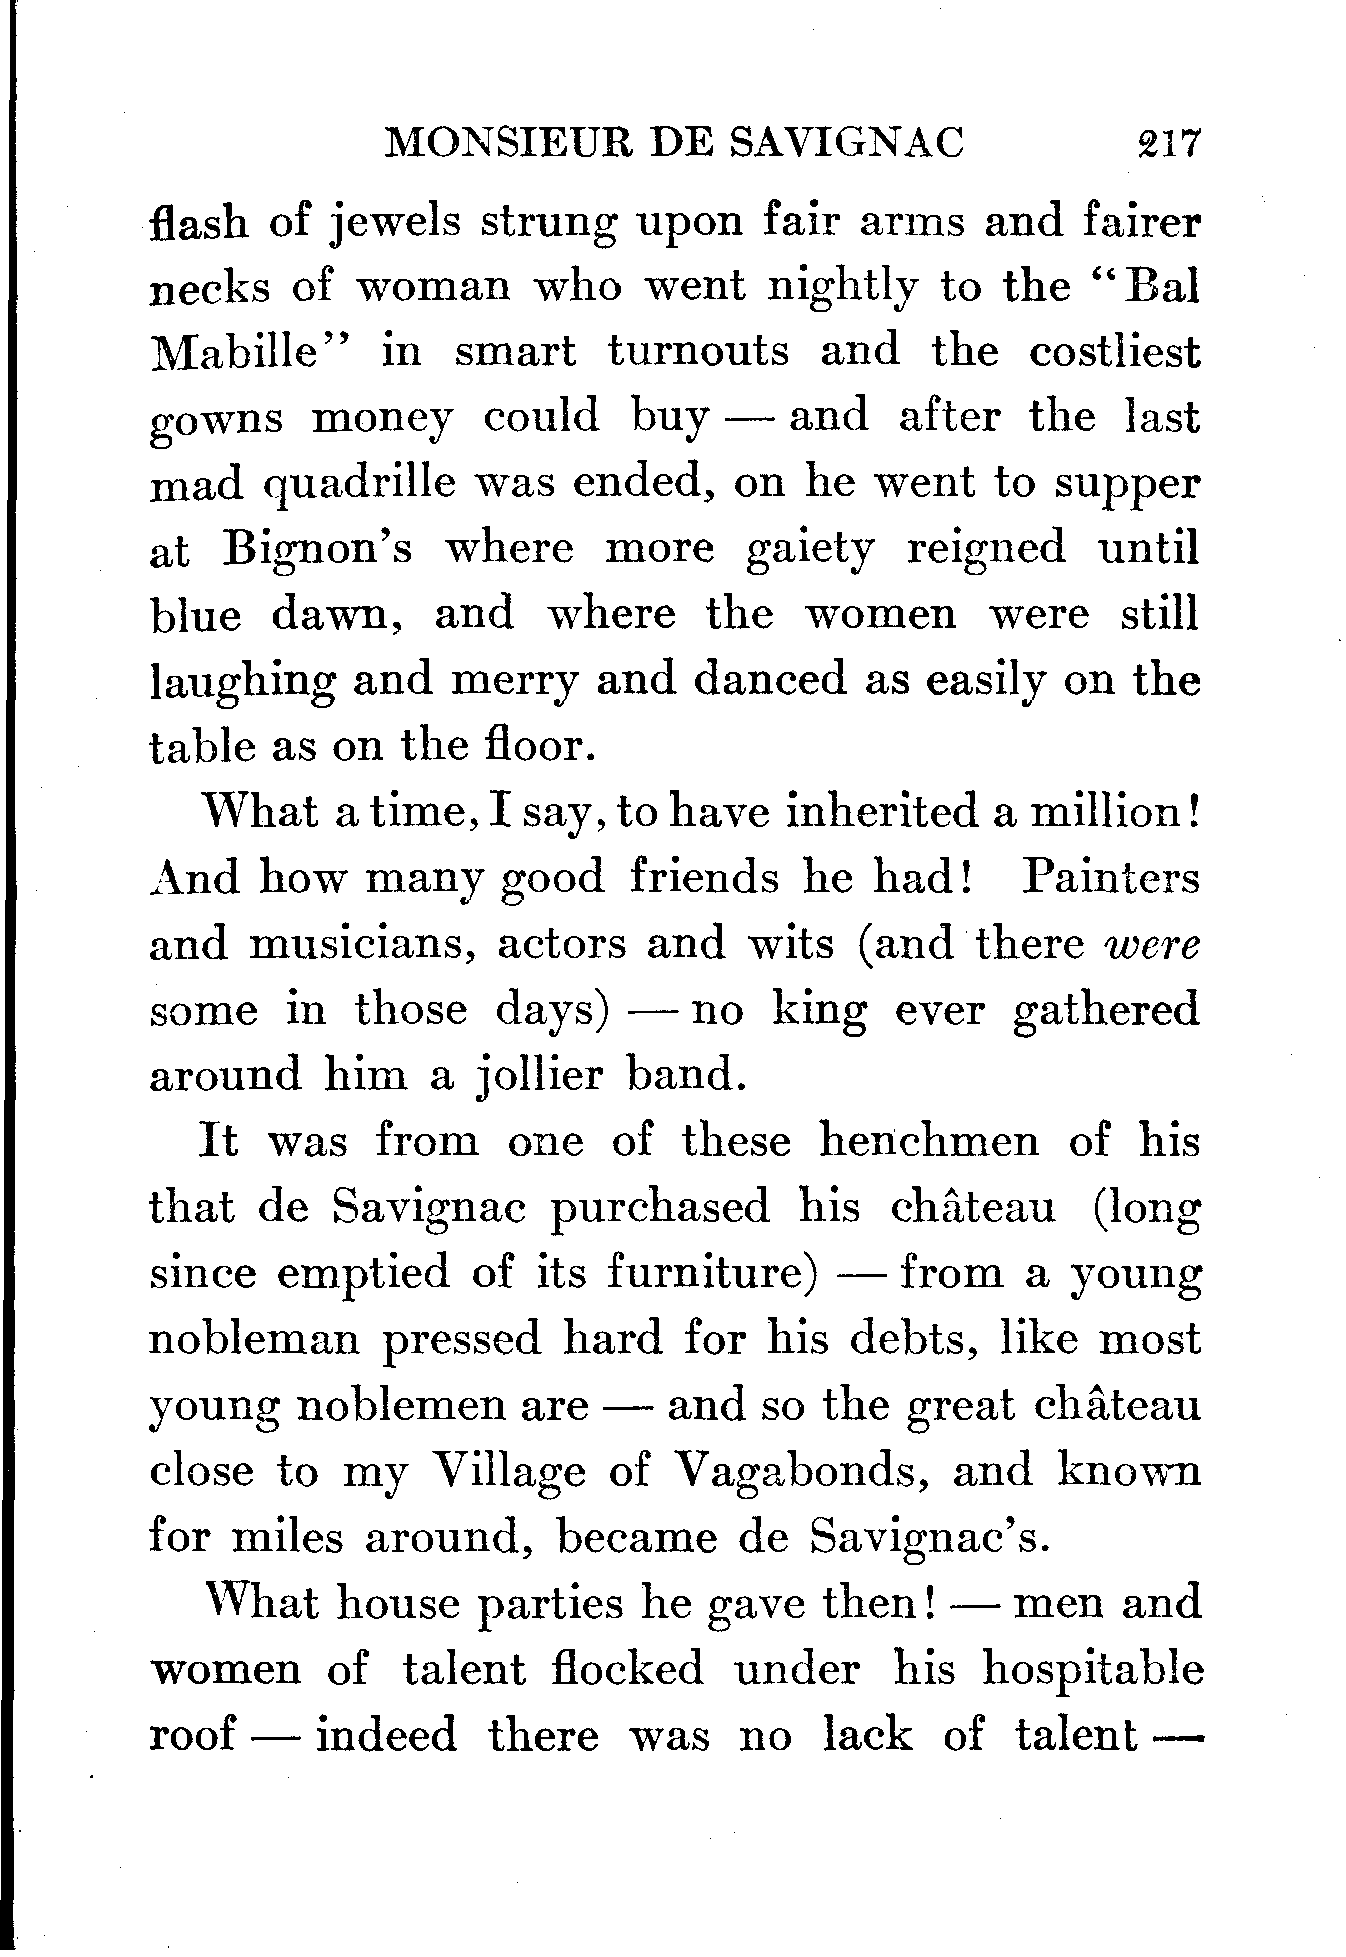 MONSIEUR DE SAVIGNAC 217
flash of jewels strung upon fair arms and fairer
necks of woman who went nightly to the “Bal
Mabille” in smart turnouts and the costliest
gowns money could buy — and after the last
mad quadrille was ended, on he went to supper
at Bignon’s where more gaiety reigned until
blue dawn, and where the women were still
laughing and merry and danced as easily on the
table as on the floor.
What a time, I say, to have inherited a million!
And how many good friends he had! Painters
and musicians, actors and wits (and there were
some in those days) — no king ever gathered
around him a jollier band.
It was from one of these henchmen of his
that de Savignac purchased his château (long
since emptied of its furniture) — from a young
nobleman pressed hard for his debts, like most
young noblemen are — and so the great château
close to my Village of Vagabonds, and known
for miles around, became de Savignac’s.
What house parties he gave then! — men and
women of talent flocked under his hospitable
roof — indeed there was no lack of talent —